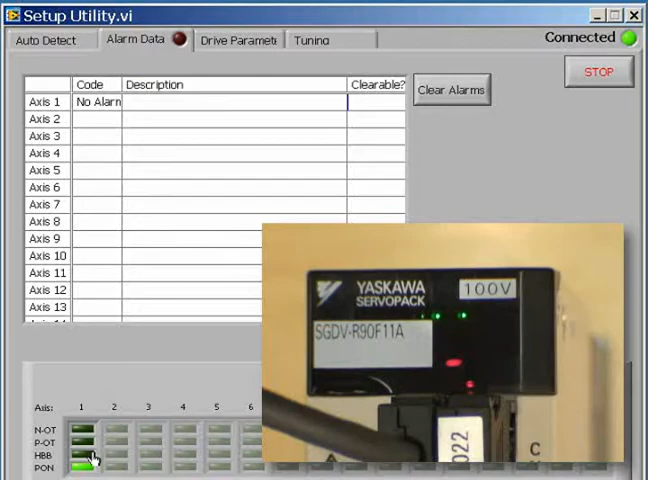 Setup Utility.vi
Auto Detect
Alarm Data
Drive Paramete
Tuning
Connected
STOP
Code
Description
Clearable?
Clear Alarms
Axis 1
No Alarn
Axis 2
Axis 3
Axis 4
Axis 5
Axis 6
Axis 7
Axis 8
Axis 9
Axis 10
Axis 11
Axis 12
Axis 13
YASKAWA
SERVOPACK
100V
SGDV-R90F11A
022
C
Axis: 1 2 3 4 5 6
N-OT
P-OT
HBB
PON